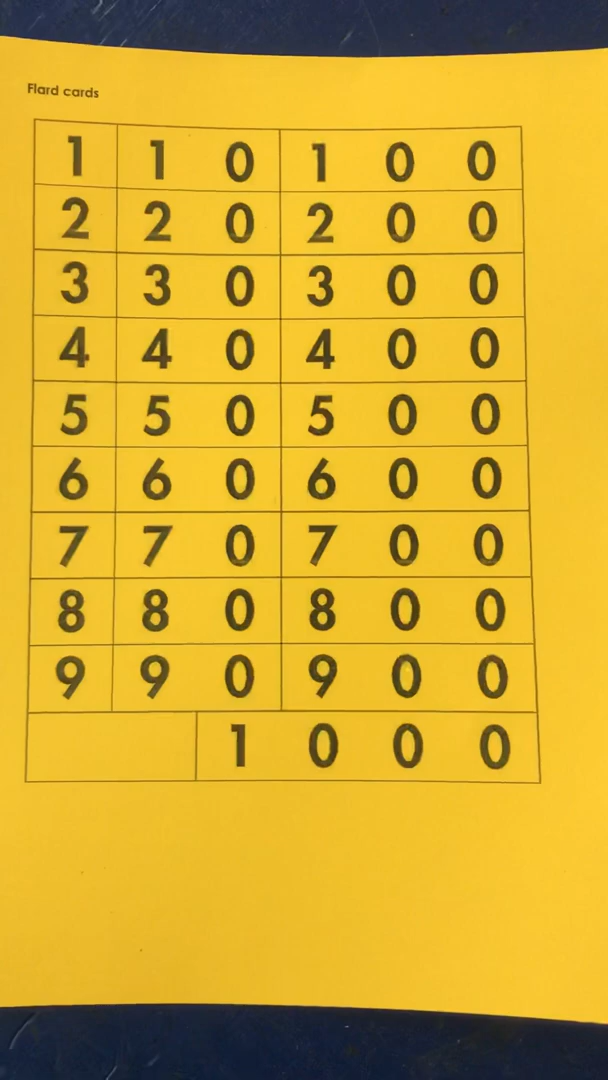 Flard cards
1 1 0 1 0 0
2 2 0 2 0 0
3 3 0 3 0 0
4 4 0 4 0 0
5 5 0 5 0 0
6 6 0 6 0 0
7 7 0 7 0 0
8 8 0 8 0 0
9 9 0 9 0 0
1 0 0 0